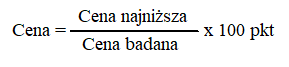 Cena najniższa
Cena = x 100 pkt
Cena badana